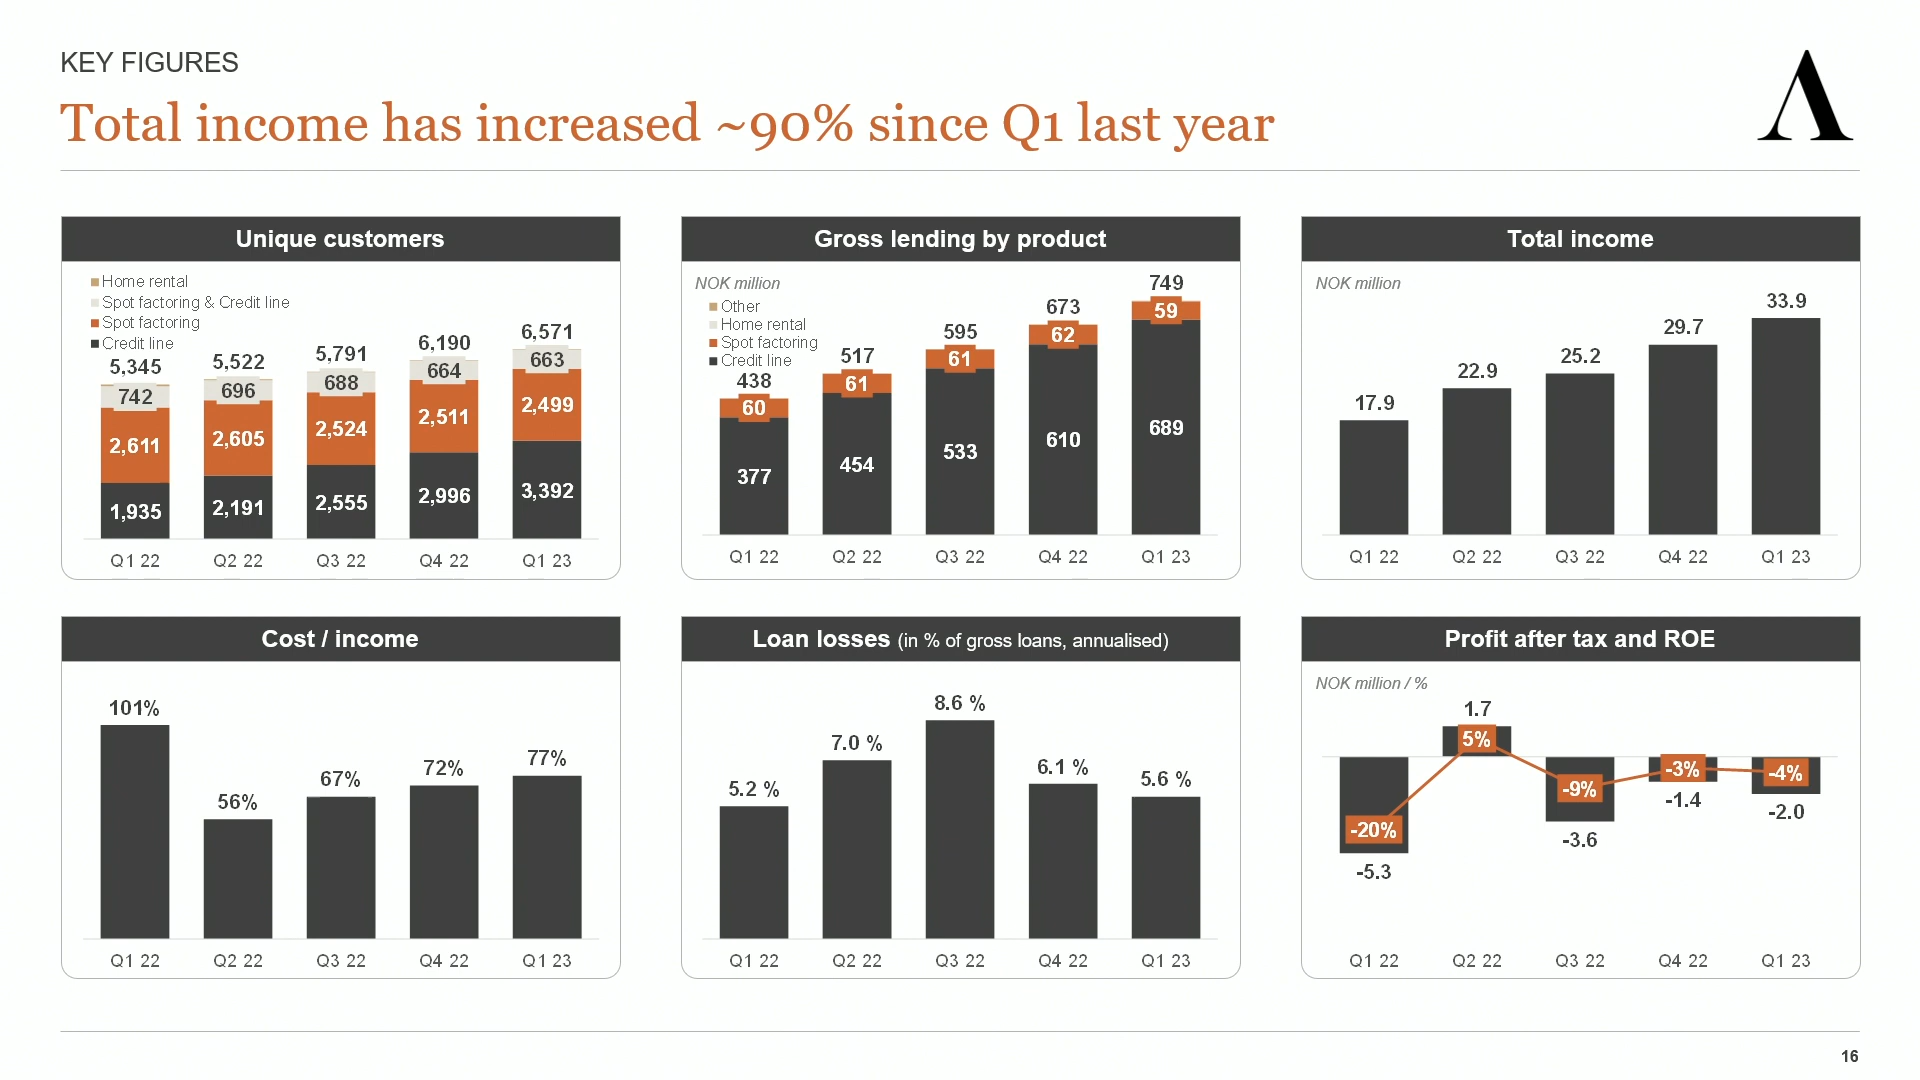 KEY FIGURES
Total income has increased ~90% since Q1 last year
Unique customers
Home rental
Spot factoring & Credit line
Spot factoring
Credit line
5,345 5,522 5,791 6,190 6,571
742 696 688 664 663
2,611 2,605 2,524 2,511 2,499
1,935 2,191 2,555 2,996 3,392
Q1 22 Q2 22 Q3 22 Q4 22 Q1 23
Gross lending by product
NOK million
Other
Home rental
Spot factoring
Credit line
438 517 595 673 749
60 61 61 62 59
377 454 533 610 689
Q1 22 Q2 22 Q3 22 Q4 22 Q1 23
Total income
NOK million
17.9 22.9 25.2 29.7 33.9
Q1 22 Q2 22 Q3 22 Q4 22 Q1 23
Cost / income
101% 56% 67% 72% 77%
Q1 22 Q2 22 Q3 22 Q4 22 Q1 23
Loan losses (in % of gross loans, annualised)
5.2 % 7.0 % 8.6 % 6.1 % 5.6 %
Q1 22 Q2 22 Q3 22 Q4 22 Q1 23
Profit after tax and ROE
NOK million / %
1.7
-20% 5% -9% -3% -4%
-5.3 -3.6 -1.4 -2.0
Q1 22 Q2 22 Q3 22 Q4 22 Q1 23
16